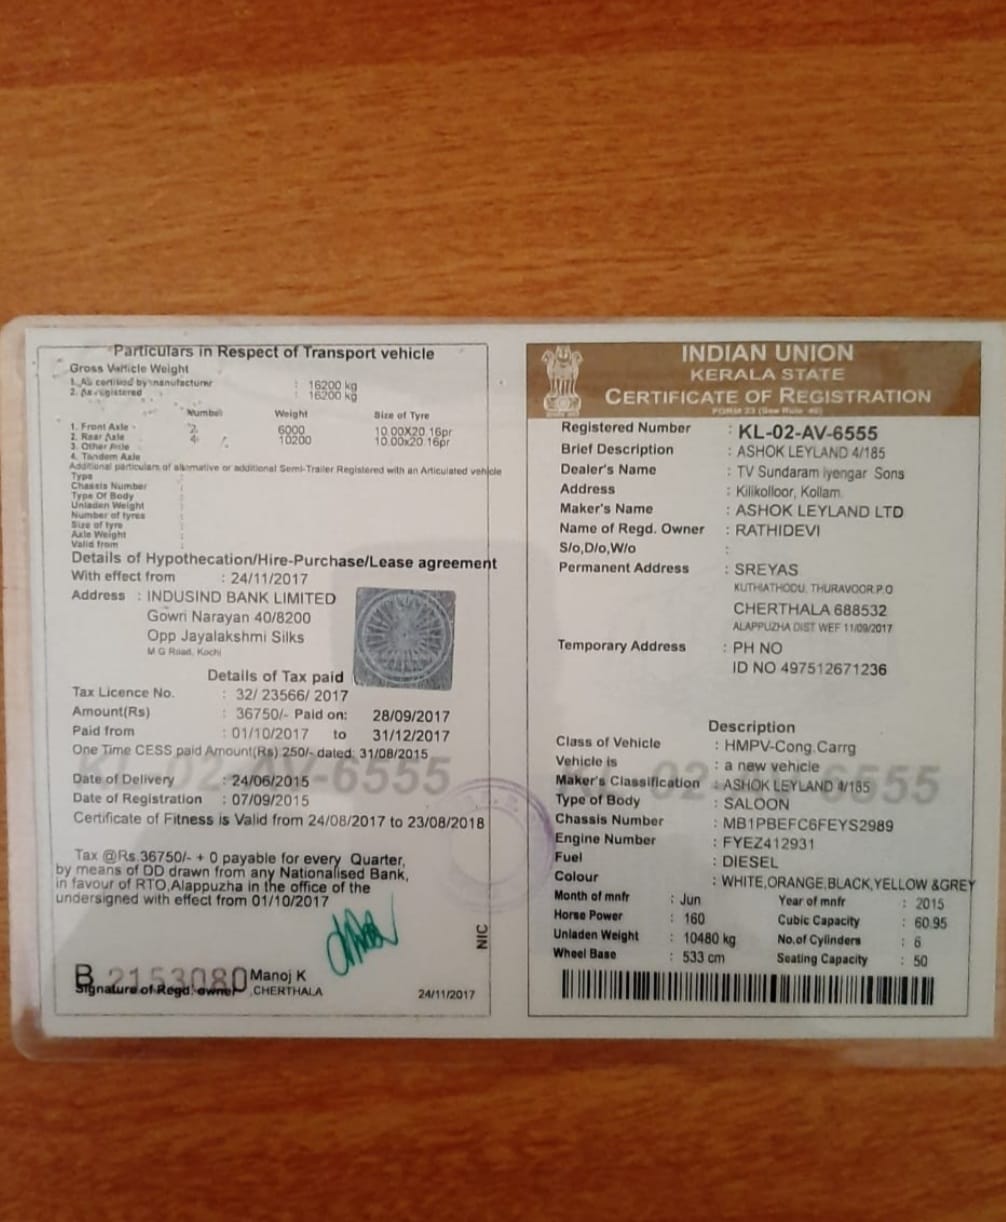 Particulars in Respect of Transport vehicle
Gross Vehicle Weight
1. As certified by manufacturer : 16200 kg
2. As registered : 16200 kg
Number Weight Size of Tyre
1. Front Axle - 2 6000 10.00X20.16pr
2. Rear Axle 4 10200 10.00x20.16pr
3. Other Axle
4. Tandem Axle
Additional particulars of alternative or additional Semi-Trailer Registered with an Articulated vehicle
Type :
Chassis Number :
Type Of Body :
Unladen Weight :
Number of tyres :
Size of tyre :
Axle Weight :
Valid from :
Details of Hypothecation/Hire-Purchase/Lease agreement
With effect from : 24/11/2017
Address : INDUSIND BANK LIMITED
Gowri Narayan 40/8200
Opp Jayalakshmi Silks
M G Road, Kochi
Details of Tax paid
Tax Licence No. : 32/ 23566/ 2017
Amount(Rs) : 36750/- Paid on: 28/09/2017
Paid from : 01/10/2017 to 31/12/2017
One Time CESS paid Amount(Rs) 250/- dated: 31/08/2015
KL-02-AV-6555
Date of Delivery : 24/06/2015
Date of Registration : 07/09/2015
Certificate of Fitness is Valid from 24/08/2017 to 23/08/2018
Tax @Rs.36750/- + 0 payable for every Quarter,
by means of DD drawn from any Nationalised Bank,
in favour of RTO,Alappuzha in the office of the
undersigned with effect from 01/10/2017
NIC
B 2153080 Manoj K
Signature of Regd. owner ,CHERTHALA 24/11/2017
INDIAN UNION
KERALA STATE
CERTIFICATE OF REGISTRATION
FORM 23 (See Rule 48)
Registered Number : KL-02-AV-6555
Brief Description : ASHOK LEYLAND 4/185
Dealer's Name : TV Sundaram Iyengar Sons
Address : Kilikolloor, Kollam
Maker's Name : ASHOK LEYLAND LTD
Name of Regd. Owner : RATHIDEVI
S/o,D/o,W/o :
Permanent Address : SREYAS
KUTHIATHODU, THURAVOOR.P.O
CHERTHALA 688532
ALAPPUZHA DIST WEF 11/09/2017
Temporary Address : PH NO
ID NO 497512671236
Description
Class of Vehicle : HMPV-Cong.Carrg
Vehicle is : a new vehicle
Maker's Classification : ASHOK LEYLAND 4/185
Type of Body : SALOON
Chassis Number : MB1PBEFC6FEYS2989
Engine Number : FYEZ412931
Fuel : DIESEL
Colour : WHITE,ORANGE,BLACK,YELLOW &GREY
Month of mnfr : Jun Year of mnfr : 2015
Horse Power : 160 Cubic Capacity : 60.95
Unladen Weight : 10480 kg No.of Cylinders : 6
Wheel Base : 533 cm Seating Capacity : 50